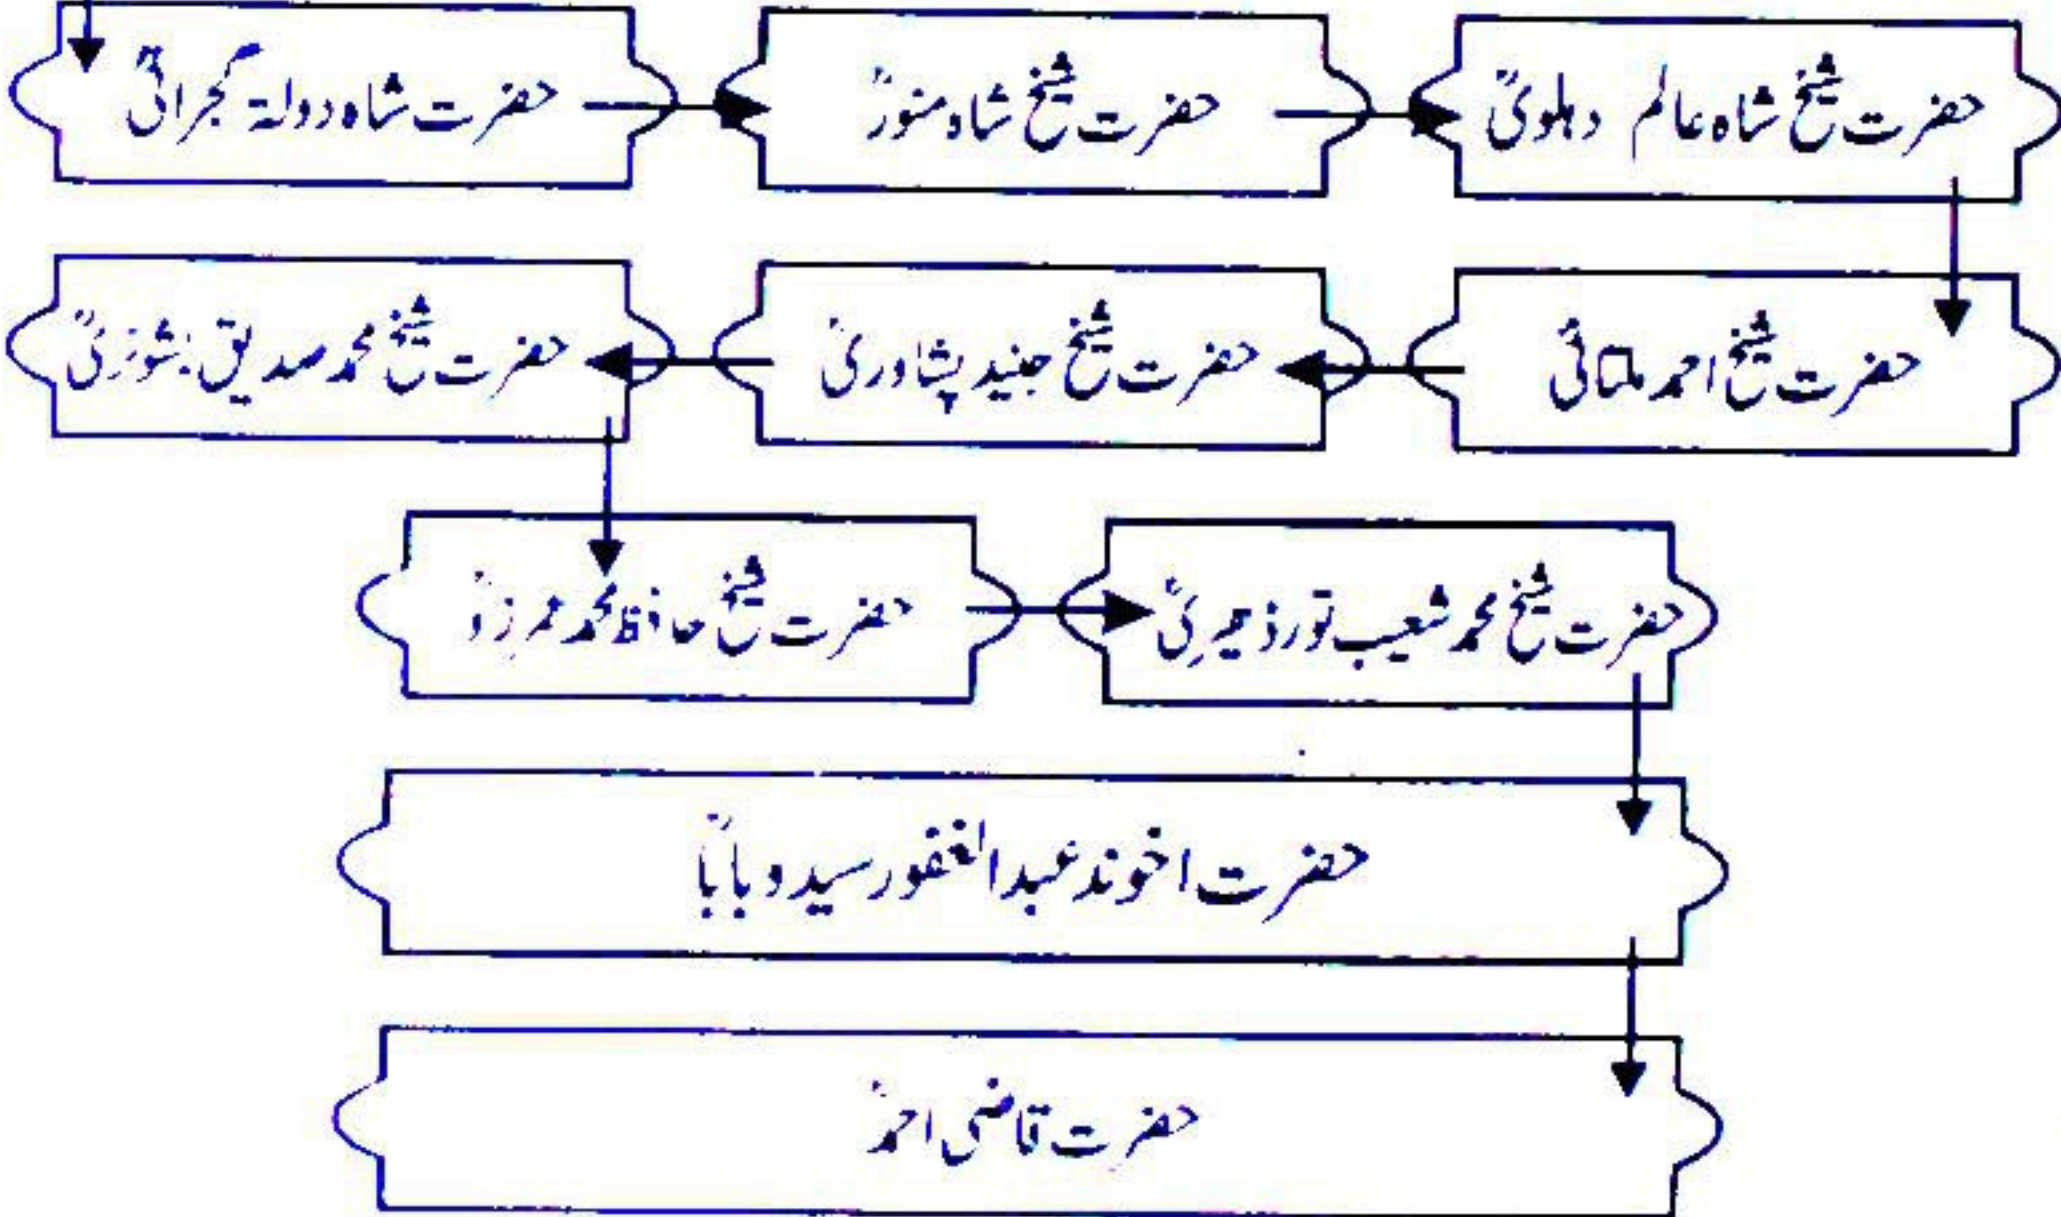 حضرت شاہ دولۃ گجراتیؒ
حضرت شیخ شاہ منورؒ
حضرت شیخ شاہ عالم دہلویؒ
حضرت شیخ احمد ملتانیؒ
حضرت شیخ جنید پشاوریؒ
حضرت شیخ محمد صدیق
حضرت شیخ حافظ محمد عمرزئؒ
حضرت شیخ محمد شعیب تورڈھیریؒ
حضرت اخوند عبدالغفور سیدو باباؒ
حضرت قاضی احمدؒ